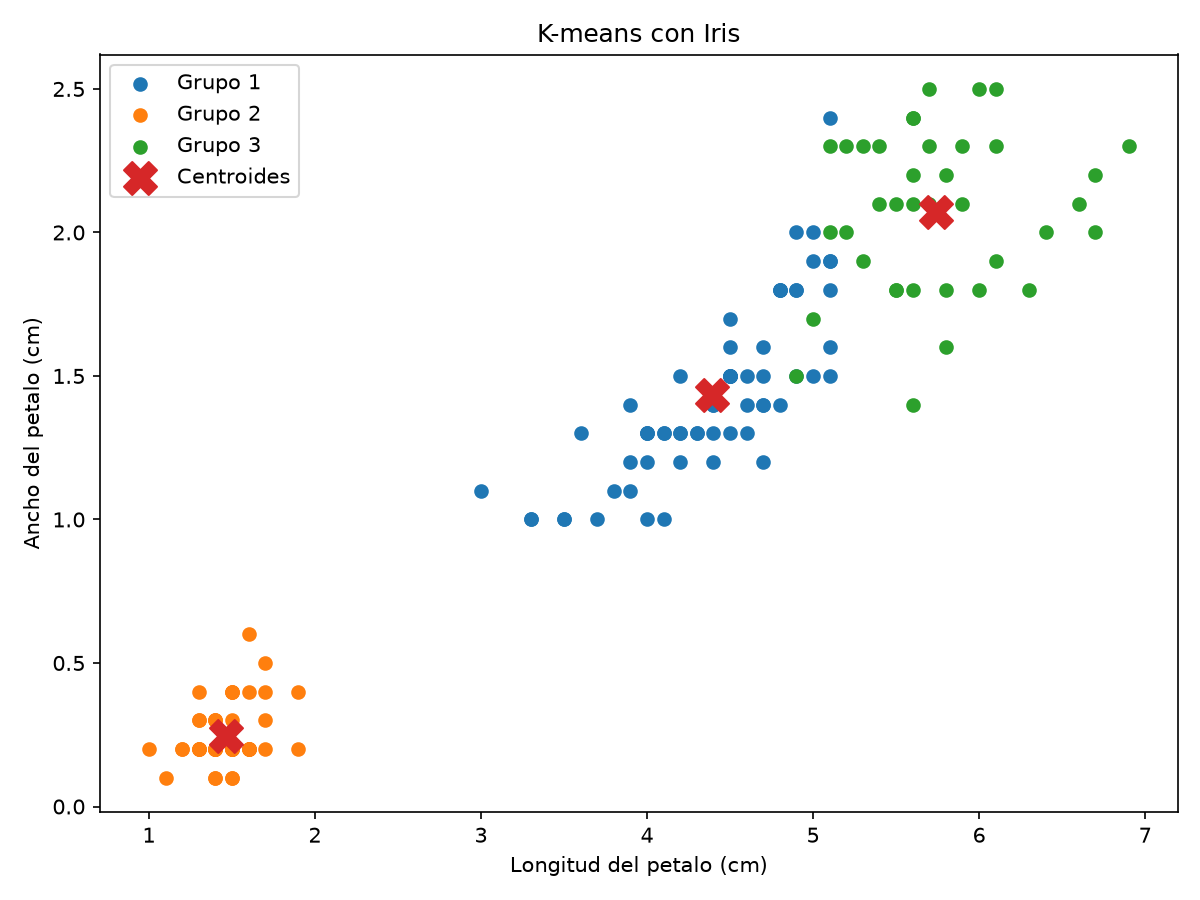 K-means con Iris
Grupo 1
Grupo 2
Grupo 3
Centroides
Ancho del petalo (cm)
2.5
2.0
1.5
1.0
0.5
0.0
1 2 3 4 5 6 7
Longitud del petalo (cm)